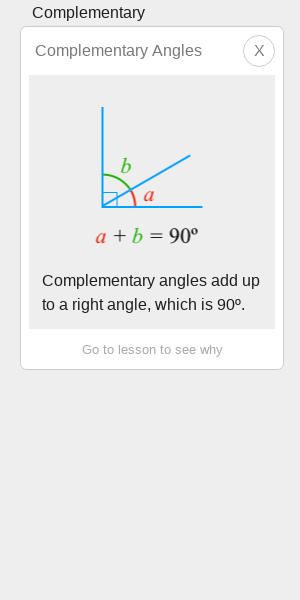 Complementary
Complementary Angles
X
b
a
a + b = 90º
Complementary angles add up
to a right angle, which is 90º.
Go to lesson to see why